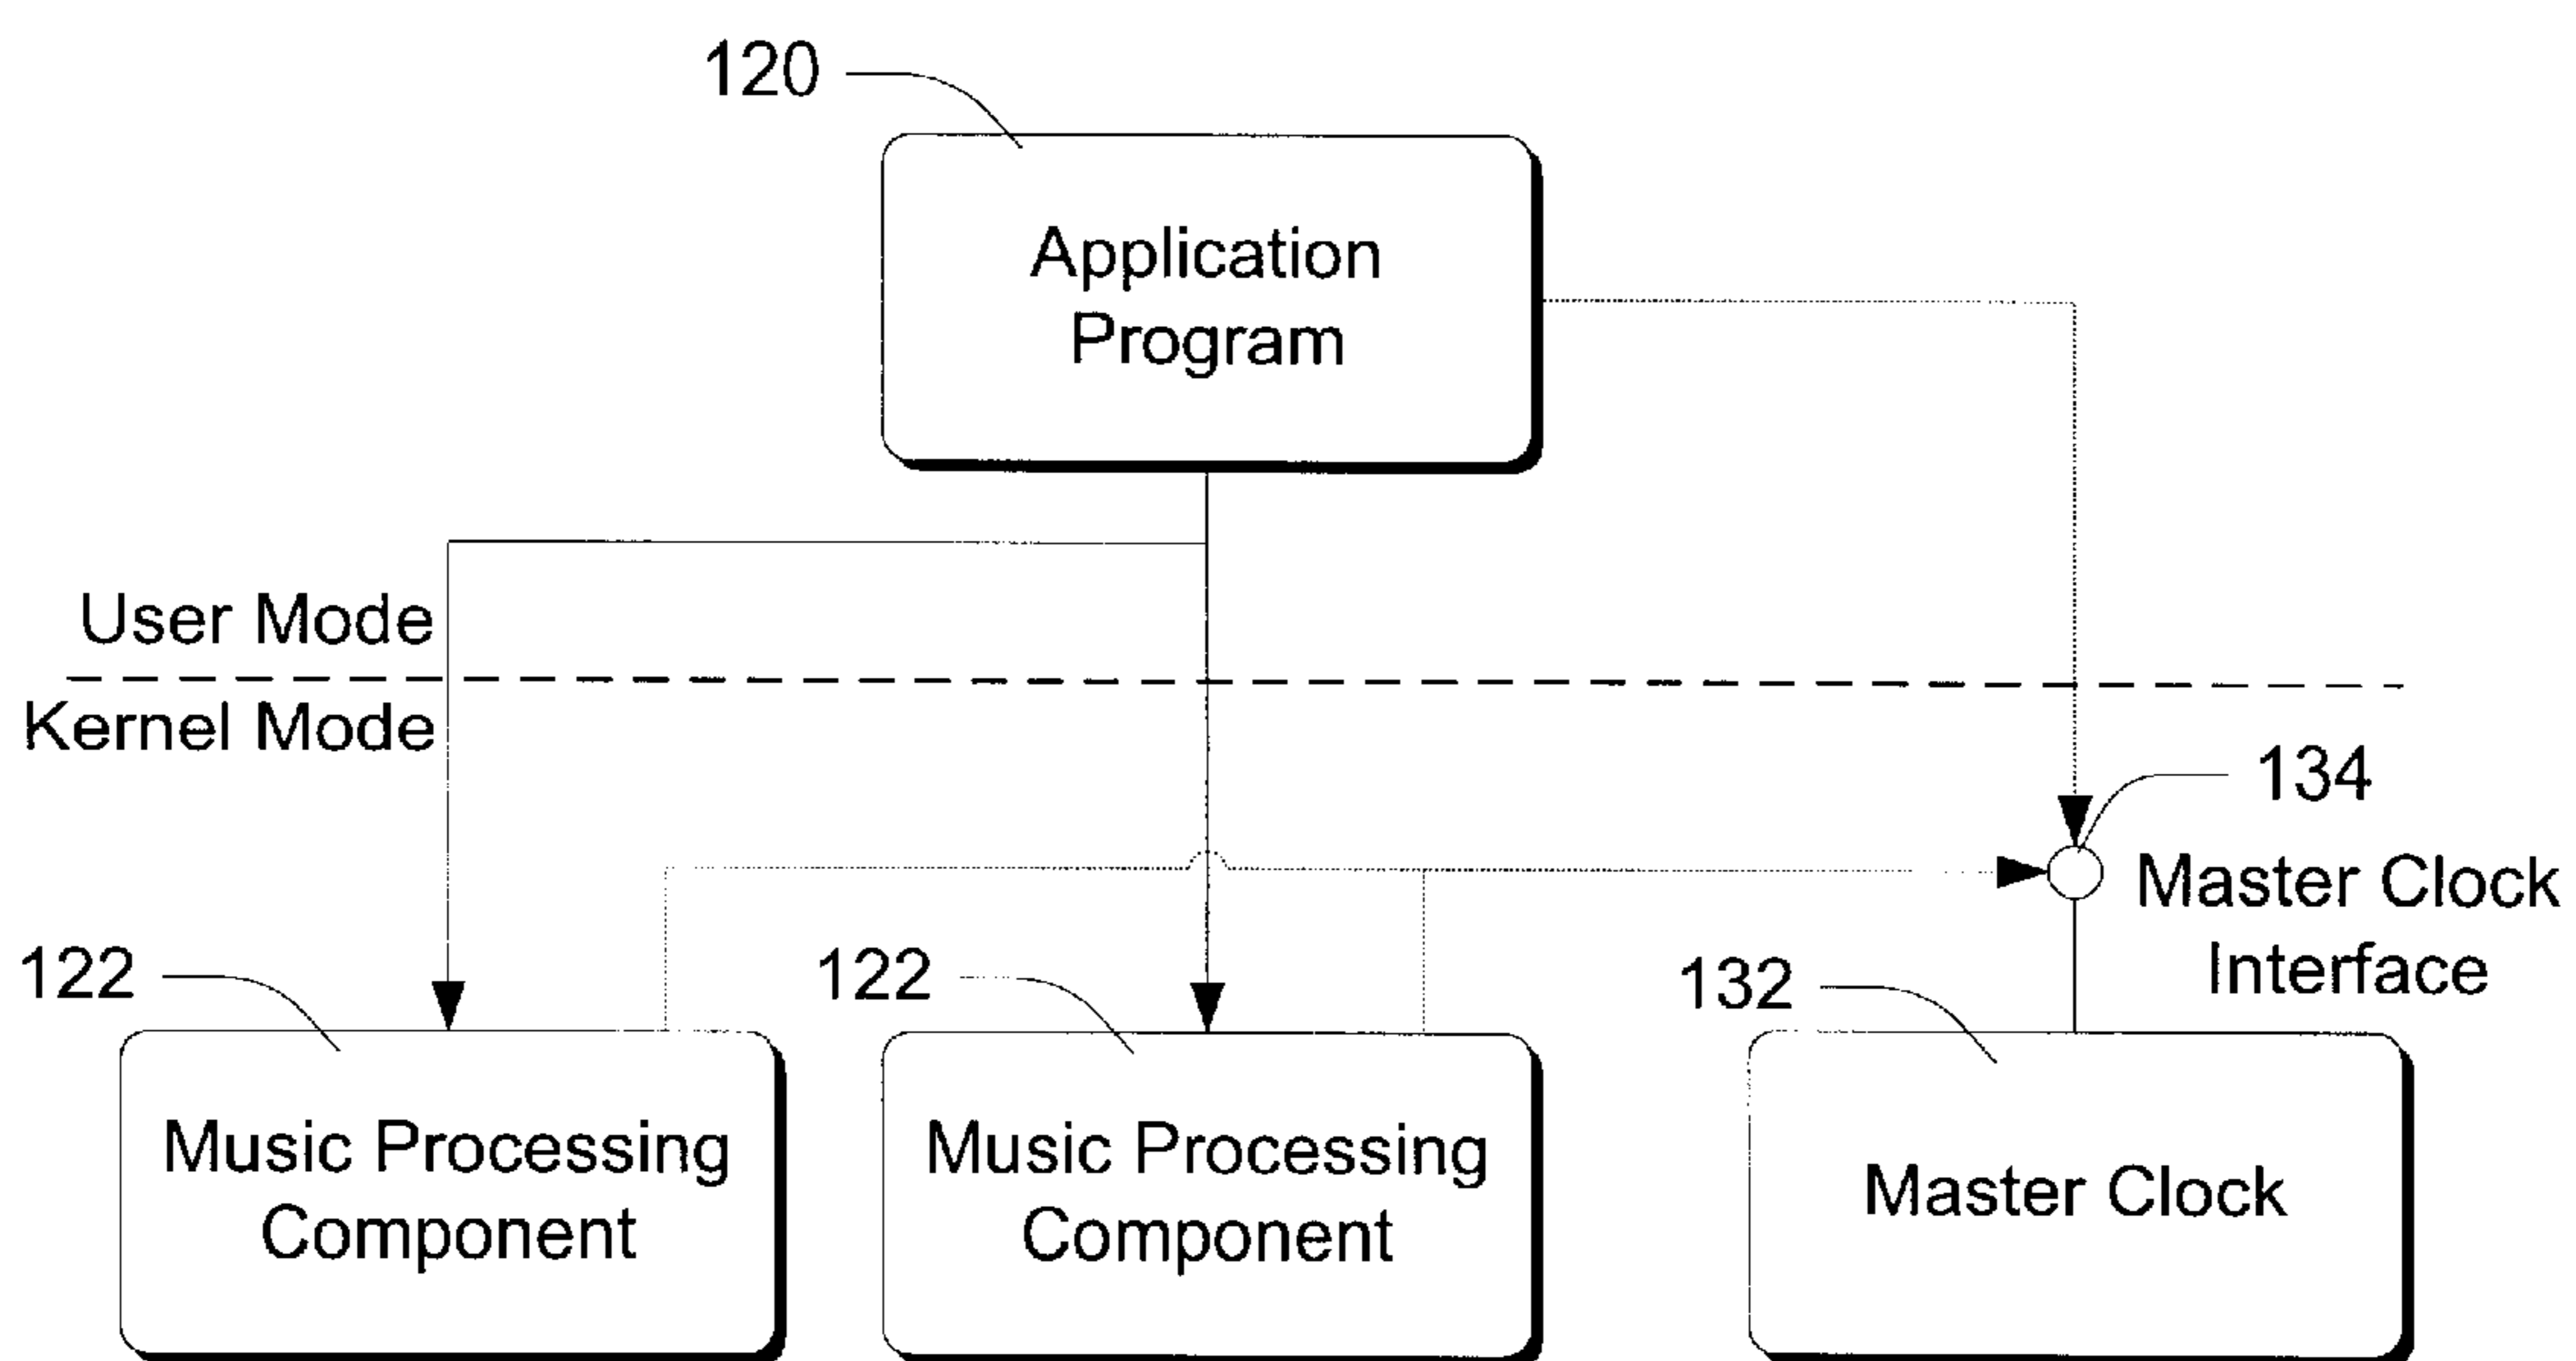 120
Application
Program
User Mode
Kernel Mode
134
Master Clock
Interface
122
122
132
Music Processing
Component
Music Processing
Component
Master Clock